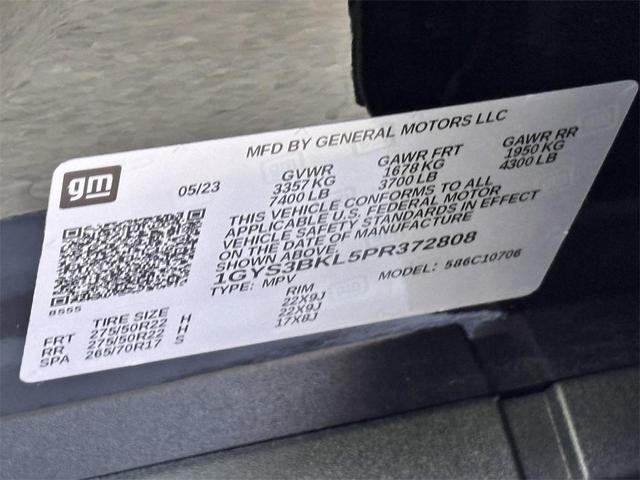 MFD BY GENERAL MOTORS LLC
gm
05/23
GVWR
3357 KG
7400 LB
GAWR FRT
1678 KG
3700 LB
GAWR RR
1950 KG
4300 LB
THIS VEHICLE CONFORMS TO ALL
APPLICABLE U.S. FEDERAL MOTOR
VEHICLE SAFETY STANDARDS IN EFFECT
ON THE DATE OF MANUFACTURE
SHOWN ABOVE.
1GYS3BKL5PR372808
TYPE: MPV
MODEL: 586C10706
8555
TIRE SIZE
RIM
FRT 275/50R22 H 22X9J
RR 275/50R22 H 22X9J
SPA 265/70R17 S 17X8J